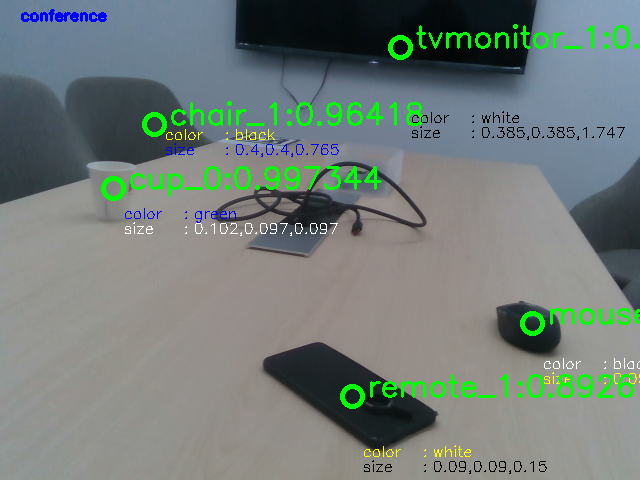 conference
tvmonitor_1:0.
chair_1:0.96418
color : white
size : 0.385,0.385,1.747
color : black
size : 0.4,0.4,0.765
cup_0:0.997344
color : green
size : 0.102,0.097,0.097
mouse
color : blac
size : 0.05
remote_1:0.8926
color : white
size : 0.09,0.09,0.15